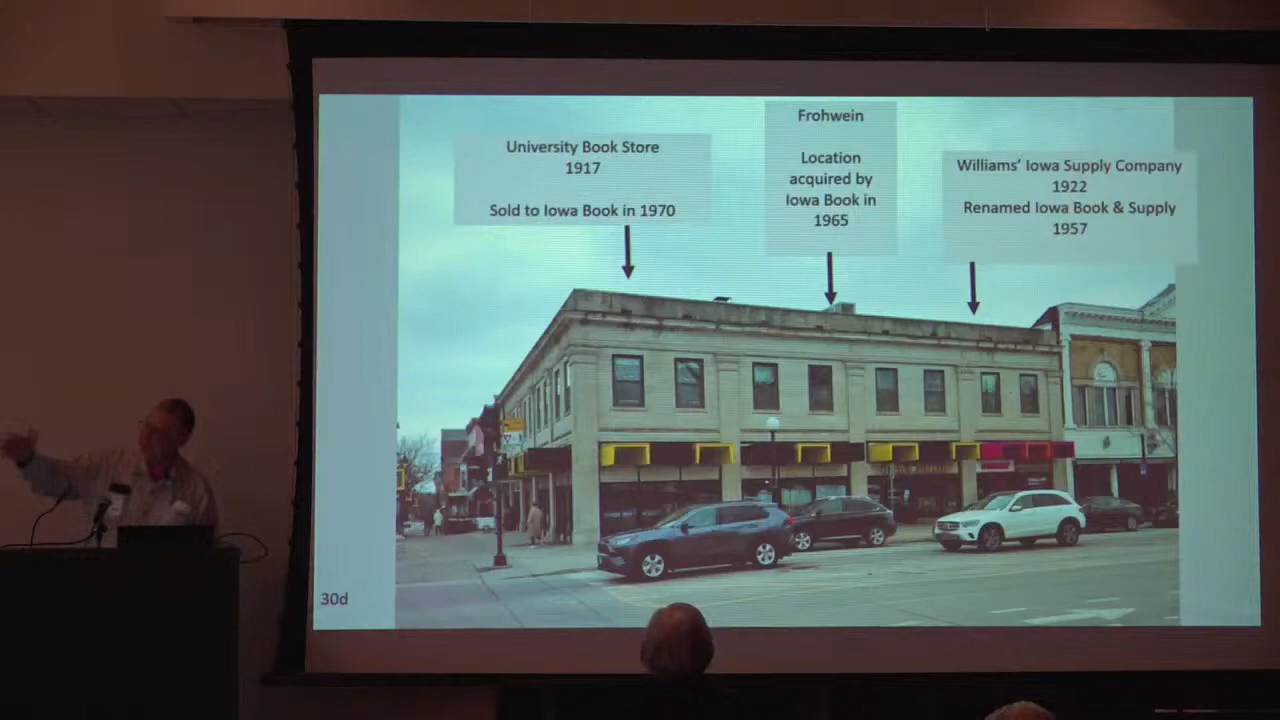 University Book Store
1917
Sold to Iowa Book in 1970
Frohwein
Location
acquired by
Iowa Book in
1965
Williams' Iowa Supply Company
1922
Renamed Iowa Book & Supply
1957
30d